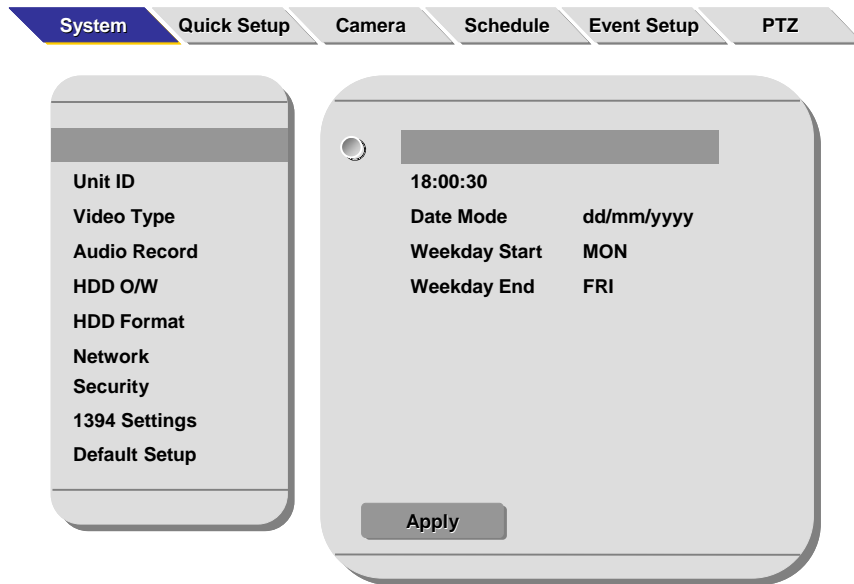 System Quick Setup Camera Schedule Event Setup PTZ
Unit ID
Video Type
Audio Record
HDD O/W
HDD Format
Network
Security
1394 Settings
Default Setup
18:00:30
Date Mode dd/mm/yyyy
Weekday Start MON
Weekday End FRI
Apply